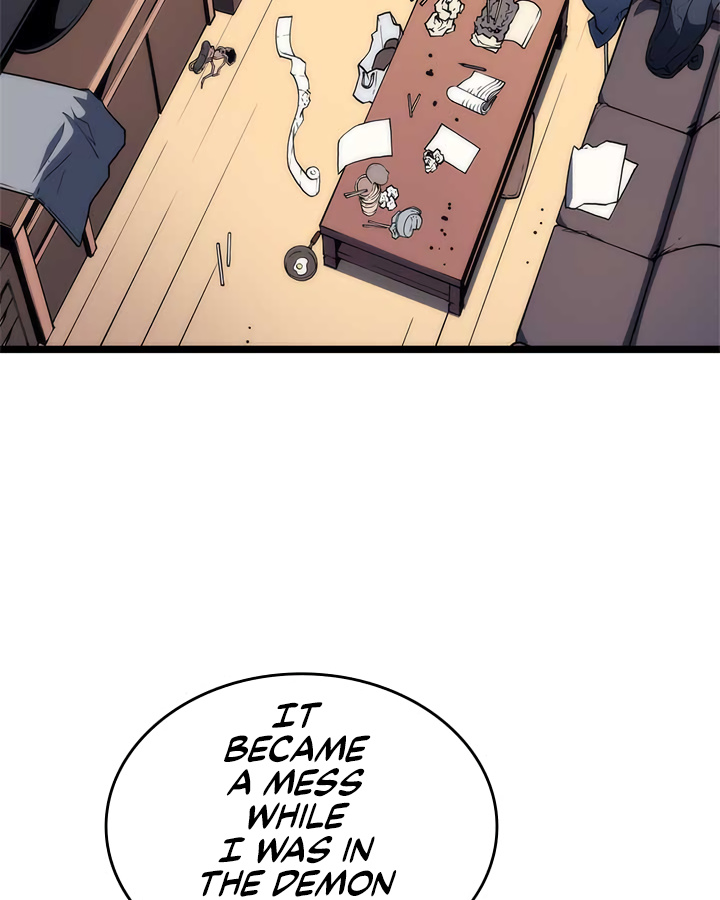 IT
BECAME
A MESS
WHILE
I WAS IN
THE DEMON